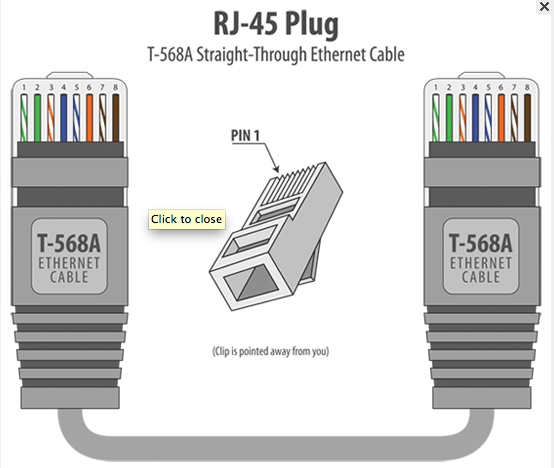 RJ-45 Plug
T-568A Straight-Through Ethernet Cable
1 2 3 4 5 6 7 8
1 2 3 4 5 6 7 8
PIN 1
Click to close
T-568A
ETHERNET
CABLE
T-568A
ETHERNET
CABLE
(Clip is pointed away from you)